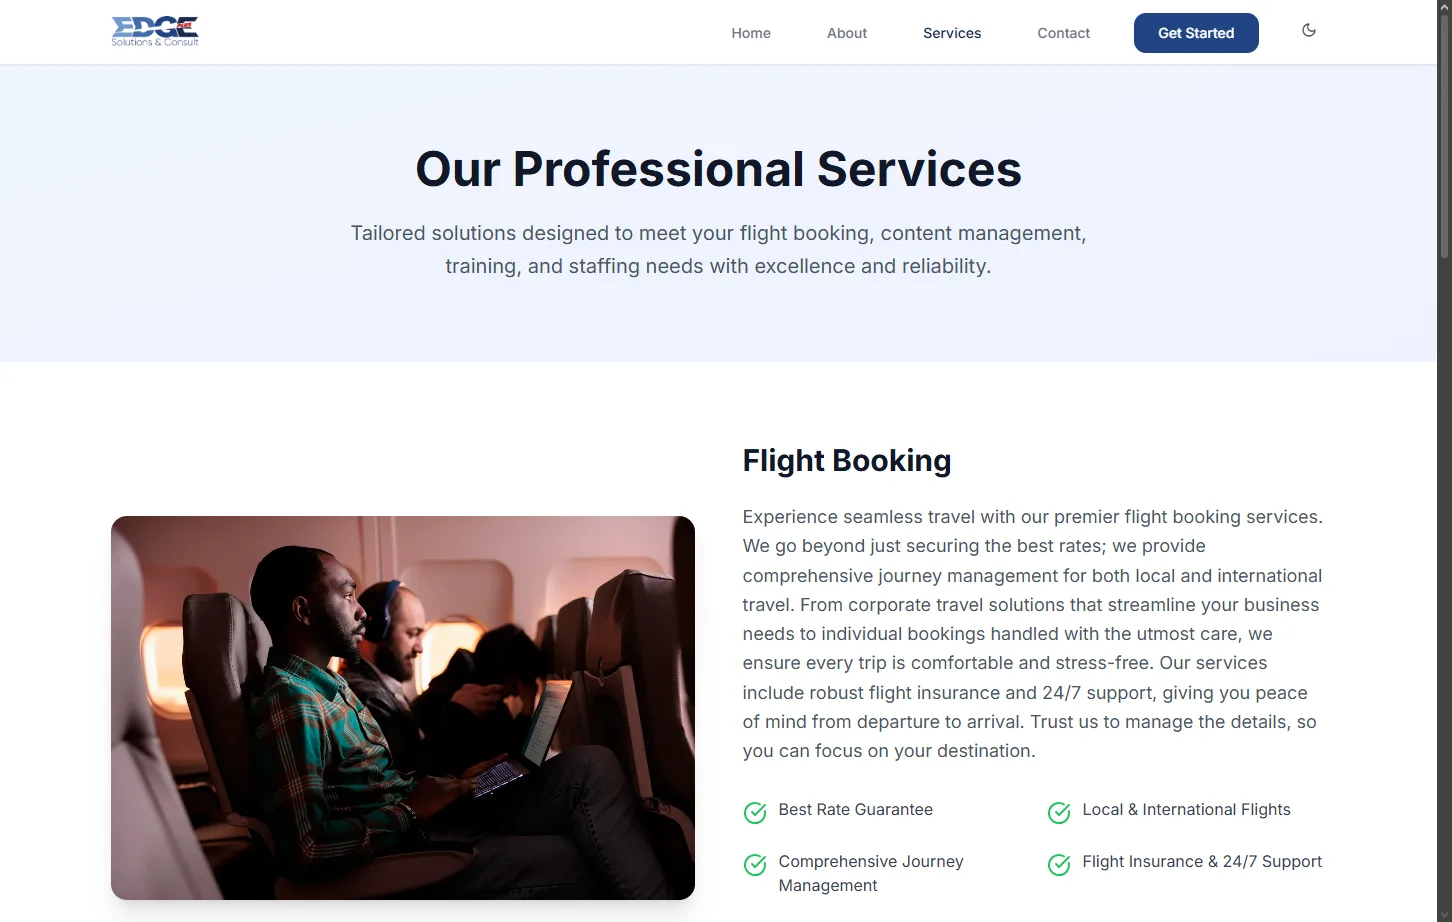 EDGE PLUS
Solutions & Consult
Home
About
Services
Contact
Get Started
Our Professional Services
Tailored solutions designed to meet your flight booking, content management,
training, and staffing needs with excellence and reliability.
Flight Booking
Experience seamless travel with our premier flight booking services.
We go beyond just securing the best rates; we provide
comprehensive journey management for both local and international
travel. From corporate travel solutions that streamline your business
needs to individual bookings handled with the utmost care, we
ensure every trip is comfortable and stress-free. Our services
include robust flight insurance and 24/7 support, giving you peace
of mind from departure to arrival. Trust us to manage the details, so
you can focus on your destination.
Best Rate Guarantee
Local & International Flights
Comprehensive Journey
Management
Flight Insurance & 24/7 Support